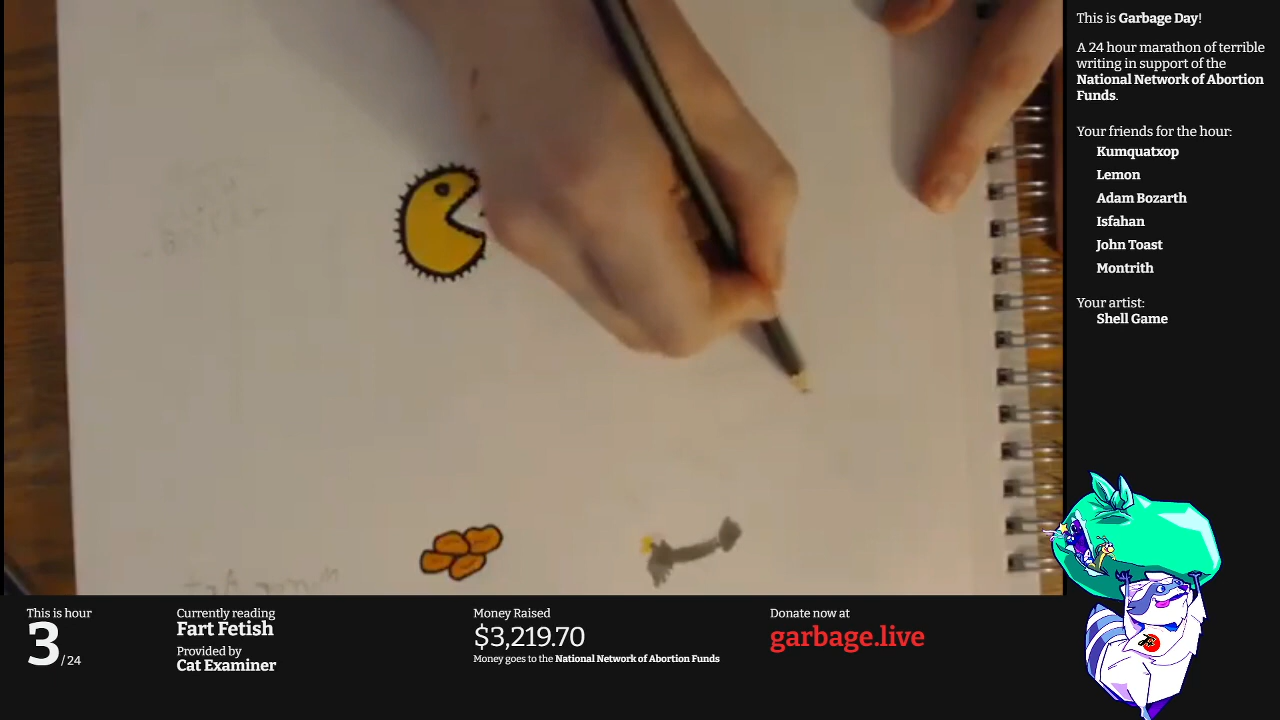 This is Garbage Day!
A 24 hour marathon of terrible
writing in support of the
National Network of Abortion
Funds.
Your friends for the hour:
Kumquatxop
Lemon
Adam Bozarth
Isfahan
John Toast
Montrith
Your artist:
Shell Game
This is hour
3/24
Currently reading
Fart Fetish
Provided by
Cat Examiner
Money Raised
$3,219.70
Money goes to the National Network of Abortion Funds
Donate now at
garbage.live